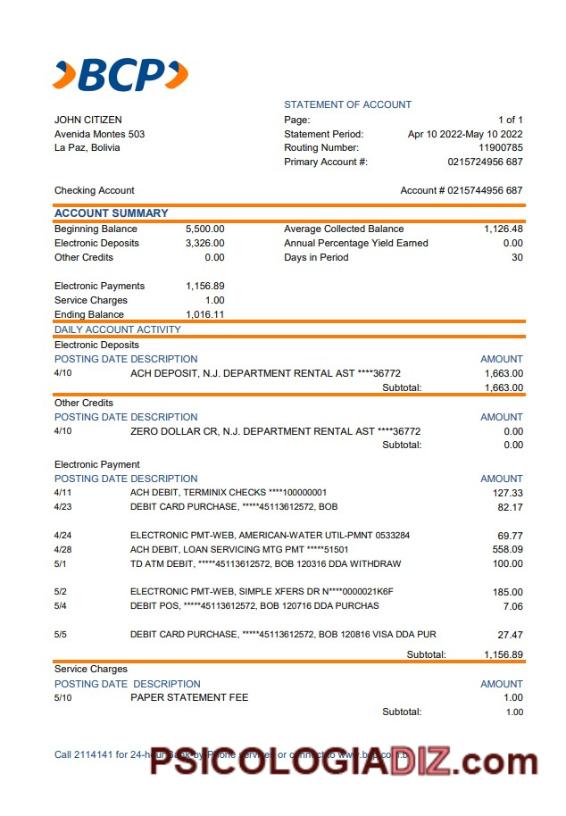 BCP
STATEMENT OF ACCOUNT
JOHN CITIZEN Page: 1 of 1
Avenida Montes 503 Statement Period: Apr 10 2022-May 10 2022
La Paz, Bolivia Routing Number: 11900785
Primary Account #: 0215724956 687
Checking Account Account # 0215744956 687
ACCOUNT SUMMARY
Beginning Balance 5,500.00 Average Collected Balance 1,126.48
Electronic Deposits 3,326.00 Annual Percentage Yield Earned 0.00
Other Credits 0.00 Days in Period 30
Electronic Payments 1,156.89
Service Charges 1.00
Ending Balance 1,016.11
DAILY ACCOUNT ACTIVITY
Electronic Deposits
POSTING DATE DESCRIPTION AMOUNT
4/10 ACH DEPOSIT, N.J. DEPARTMENT RENTAL AST ****36772 1,663.00
Subtotal: 1,663.00
Other Credits
POSTING DATE DESCRIPTION AMOUNT
4/10 ZERO DOLLAR CR, N.J. DEPARTMENT RENTAL AST ****36772 0.00
Subtotal: 0.00
Electronic Payment
POSTING DATE DESCRIPTION AMOUNT
4/11 ACH DEBIT, TERMINIX CHECKS ****100000001 127.33
4/23 DEBIT CARD PURCHASE, *****45113612572, BOB 82.17
4/24 ELECTRONIC PMT-WEB, AMERICAN-WATER UTIL-PMNT 0533284 69.77
4/28 ACH DEBIT, LOAN SERVICING MTG PMT *****51501 558.09
5/1 TD ATM DEBIT, *****45113612572, BOB 120316 DDA WITHDRAW 100.00
5/2 ELECTRONIC PMT-WEB, SIMPLE XFERS DR N****0000021K6F 185.00
5/4 DEBIT POS, *****45113612572, BOB 120716 DDA PURCHAS 7.06
5/5 DEBIT CARD PURCHASE, *****45113612572, BOB 120816 VISA DDA PUR 27.47
Subtotal: 1,156.89
Service Charges
POSTING DATE DESCRIPTION AMOUNT
5/10 PAPER STATEMENT FEE 1.00
Subtotal: 1.00
Call 2114141 for 24-hour Bank-by-Phone services or connect to www.bcp.com.b
PSICOLOGIADIZ.com